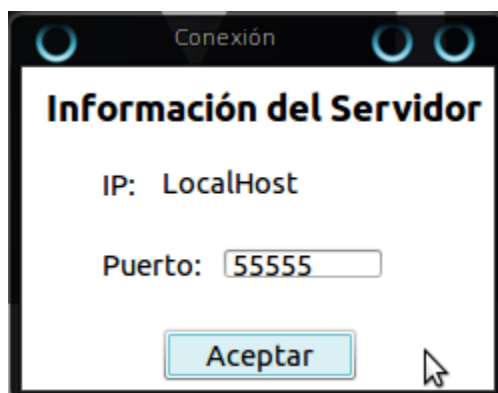 Conexión
Información del Servidor
IP: LocalHost
Puerto: 55555
Aceptar